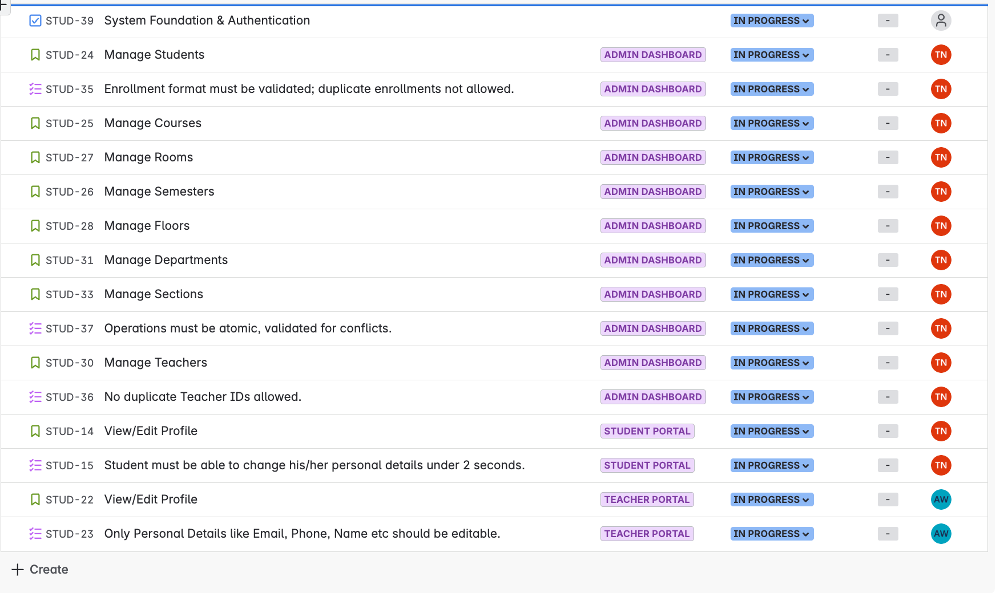 STUD-39 System Foundation & Authentication IN PROGRESS -
STUD-24 Manage Students ADMIN DASHBOARD IN PROGRESS - TN
STUD-35 Enrollment format must be validated; duplicate enrollments not allowed. ADMIN DASHBOARD IN PROGRESS - TN
STUD-25 Manage Courses ADMIN DASHBOARD IN PROGRESS - TN
STUD-27 Manage Rooms ADMIN DASHBOARD IN PROGRESS - TN
STUD-26 Manage Semesters ADMIN DASHBOARD IN PROGRESS - TN
STUD-28 Manage Floors ADMIN DASHBOARD IN PROGRESS - TN
STUD-31 Manage Departments ADMIN DASHBOARD IN PROGRESS - TN
STUD-33 Manage Sections ADMIN DASHBOARD IN PROGRESS - TN
STUD-37 Operations must be atomic, validated for conflicts. ADMIN DASHBOARD IN PROGRESS - TN
STUD-30 Manage Teachers ADMIN DASHBOARD IN PROGRESS - TN
STUD-36 No duplicate Teacher IDs allowed. ADMIN DASHBOARD IN PROGRESS - TN
STUD-14 View/Edit Profile STUDENT PORTAL IN PROGRESS - TN
STUD-15 Student must be able to change his/her personal details under 2 seconds. STUDENT PORTAL IN PROGRESS - TN
STUD-22 View/Edit Profile TEACHER PORTAL IN PROGRESS - AW
STUD-23 Only Personal Details like Email, Phone, Name etc should be editable. TEACHER PORTAL IN PROGRESS - AW
Create